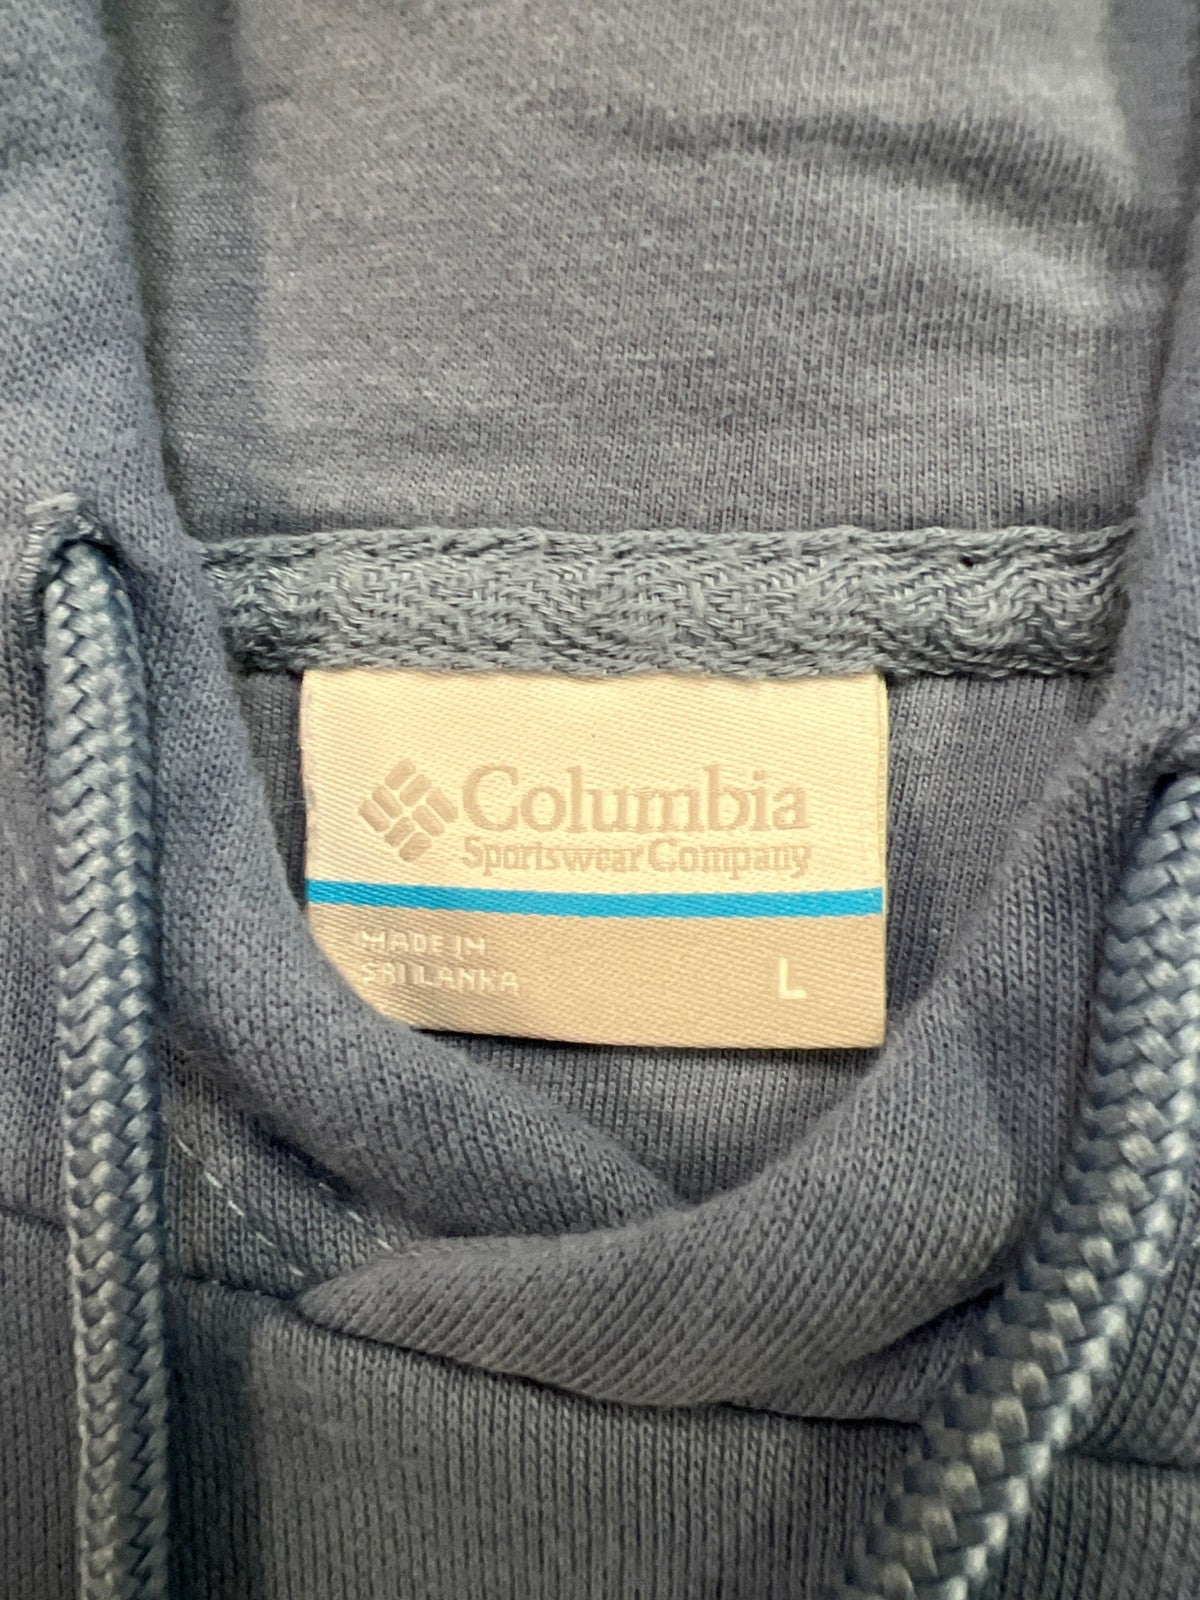 Columbia
Sportswear Company
MADE IN
SRI LANKA
L